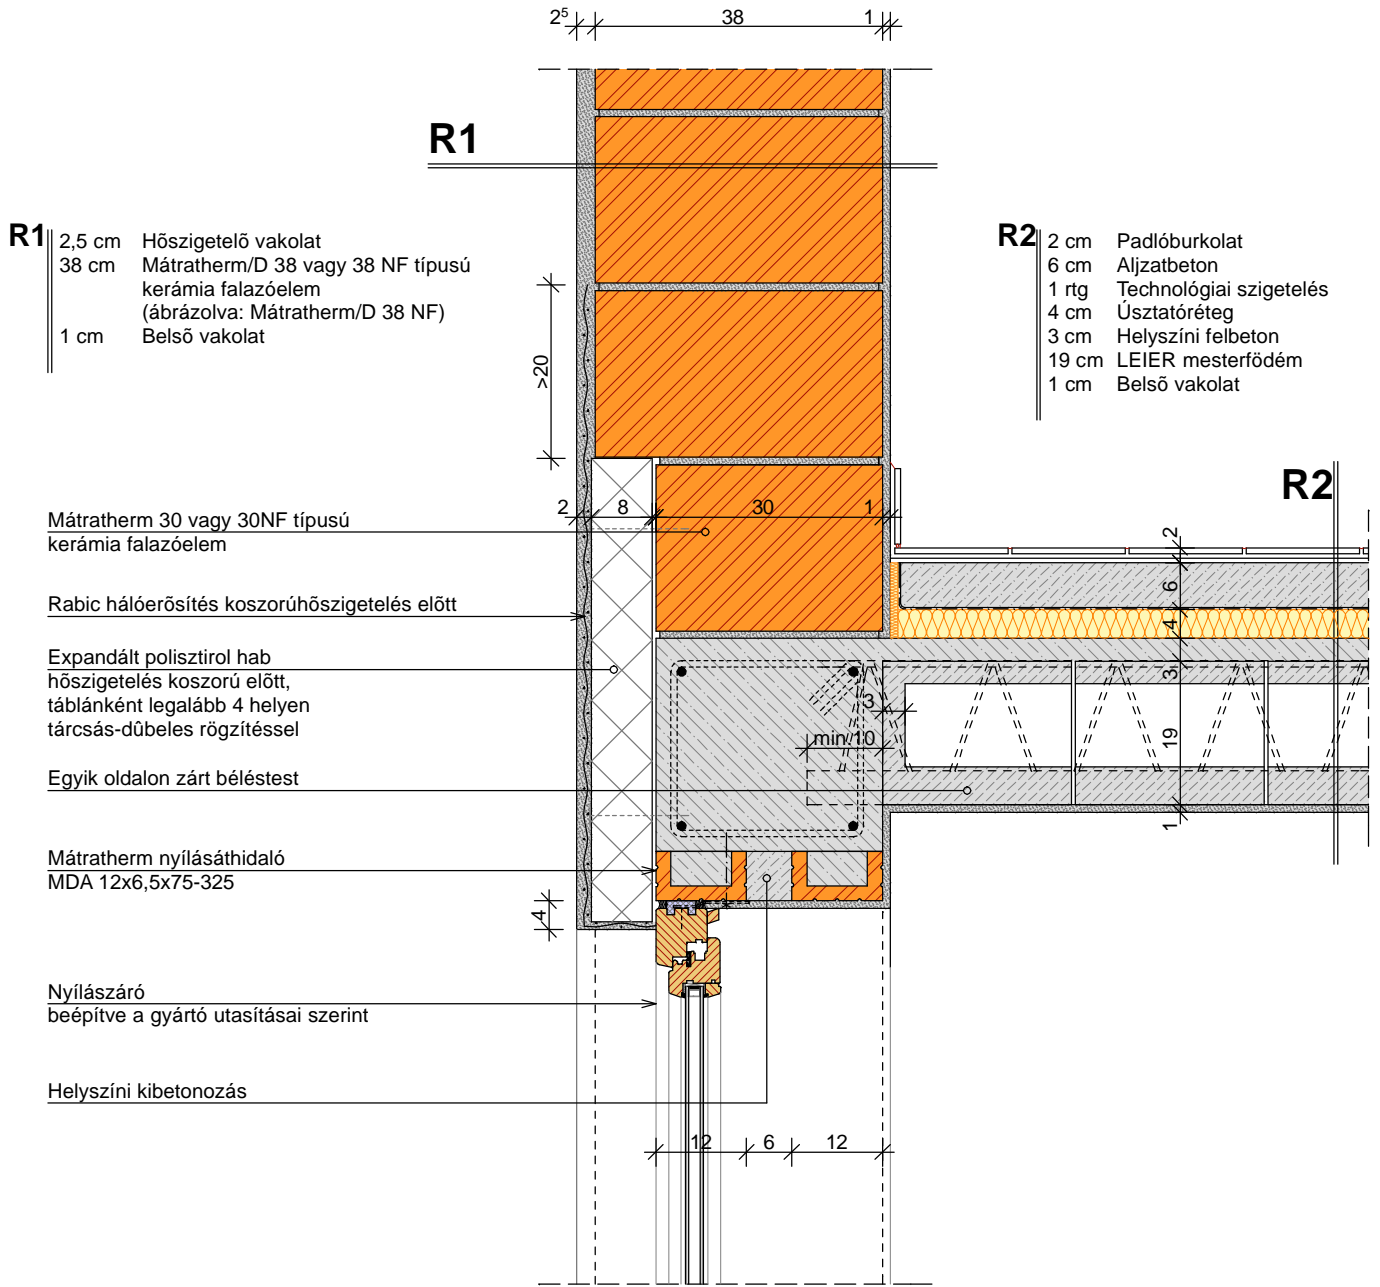 2⁵ 38 1
R1
R1
2,5 cm Hõszigetelõ vakolat
38 cm Mátratherm/D 38 vagy 38 NF típusú
kerámia falazóelem
(ábrázolva: Mátratherm/D 38 NF)
1 cm Belsõ vakolat
R2
2 cm Padlóburkolat
6 cm Aljzatbeton
1 rtg Technológiai szigetelés
4 cm Úsztatóréteg
3 cm Helyszíni felbeton
19 cm LEIER mesterfödém
1 cm Belsõ vakolat
>20
R2
2 8 30 1
Mátratherm 30 vagy 30NF típusú
kerámia falazóelem
2
6
4
3
19
1
Rabic hálóerõsítés koszorúhõszigetelés elõtt
Expandált polisztirol hab
hõszigetelés koszorú elõtt,
táblánként legalább 4 helyen
tárcsás-dûbeles rögzítéssel
3
min 10
Egyik oldalon zárt béléstest
Mátratherm nyílásáthidaló
MDA 12x6,5x75-325
4
Nyílászáró
beépítve a gyártó utasításai szerint
Helyszíni kibetonozás
12 6 12